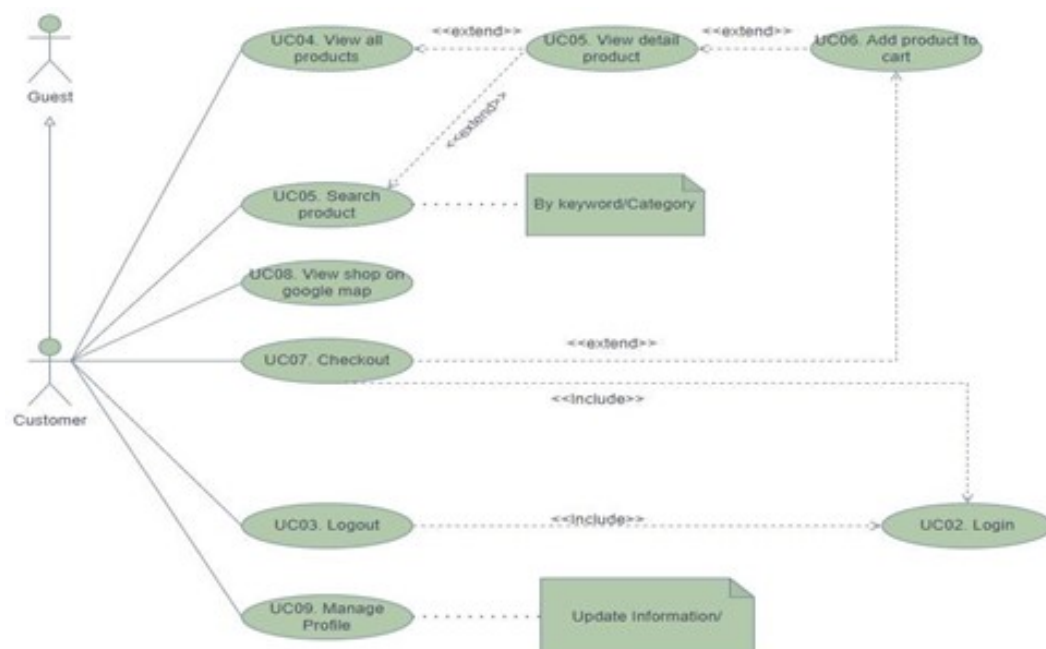 UC04. View all
products
<<extend>>
UC05. View detail
product
<<extend>>
UC06. Add product to
cart
Guest
<<extend>>
UC05. Search
product
By keyword/Category
UC08. View shop on
google map
UC07. Checkout
<<extend>>
Customer
<<Include>>
UC03. Logout
<<Include>>
UC02. Login
UC09. Manage
Profile
Update Information/